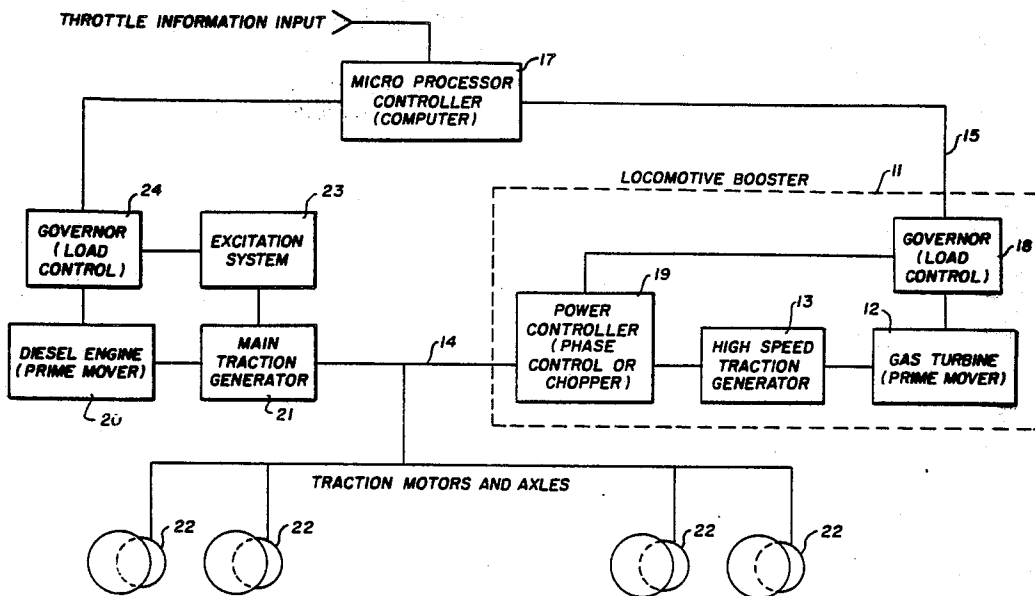 THROTTLE INFORMATION INPUT
17
MICRO PROCESSOR
CONTROLLER
(COMPUTER)
15
11
LOCOMOTIVE BOOSTER
24
23
GOVERNOR
(LOAD
CONTROL)
EXCITATION
SYSTEM
GOVERNOR
(LOAD
CONTROL)
18
19
POWER
CONTROLLER
(PHASE
CONTROL OR
CHOPPER)
13
HIGH SPEED
TRACTION
GENERATOR
12
GAS TURBINE
(PRIME MOVER)
DIESEL ENGINE
(PRIME MOVER)
20
MAIN
TRACTION
GENERATOR
21
14
TRACTION MOTORS AND AXLES
22
22
22
22